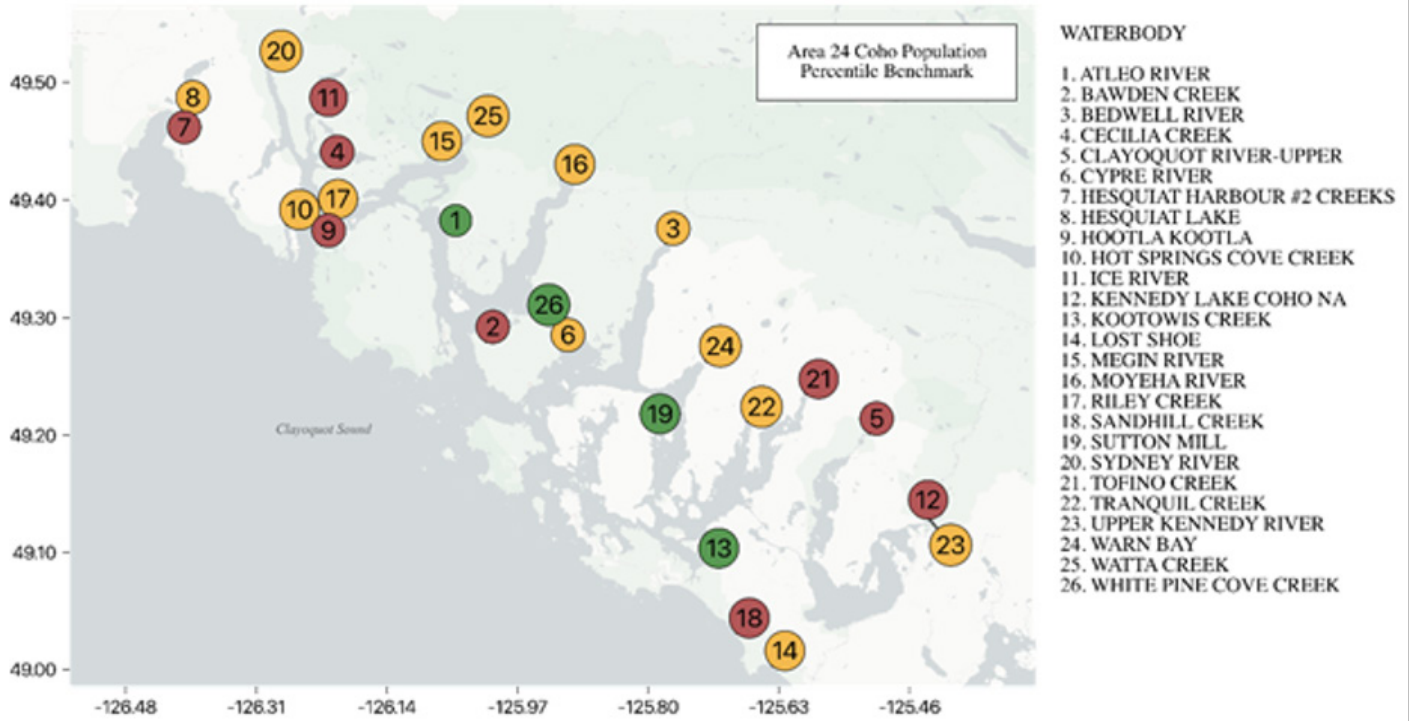 Area 24 Coho Population
Percentile Benchmark
WATERBODY
1. ATLEO RIVER
2. BAWDEN CREEK
3. BEDWELL RIVER
4. CECILIA CREEK
5. CLAYOQUOT RIVER-UPPER
6. CYPRE RIVER
7. HESQUIAT HARBOUR #2 CREEKS
8. HESQUIAT LAKE
9. HOOTLA KOOTLA
10. HOT SPRINGS COVE CREEK
11. ICE RIVER
12. KENNEDY LAKE COHO NA
13. KOOTOWIS CREEK
14. LOST SHOE
15. MEGIN RIVER
16. MOYEHA RIVER
17. RILEY CREEK
18. SANDHILL CREEK
19. SUTTON MILL
20. SYDNEY RIVER
21. TOFINO CREEK
22. TRANQUIL CREEK
23. UPPER KENNEDY RIVER
24. WARN BAY
25. WATTA CREEK
26. WHITE PINE COVE CREEK
49.50
49.40
49.30
49.20
49.10
49.00
20
8
11
7
25
15
4
16
17
10
1
3
9
26
2
6
24
21
22
19
5
12
23
13
18
14
Clayoquot Sound
-126.48
-126.31
-126.14
-125.97
-125.80
-125.63
-125.46